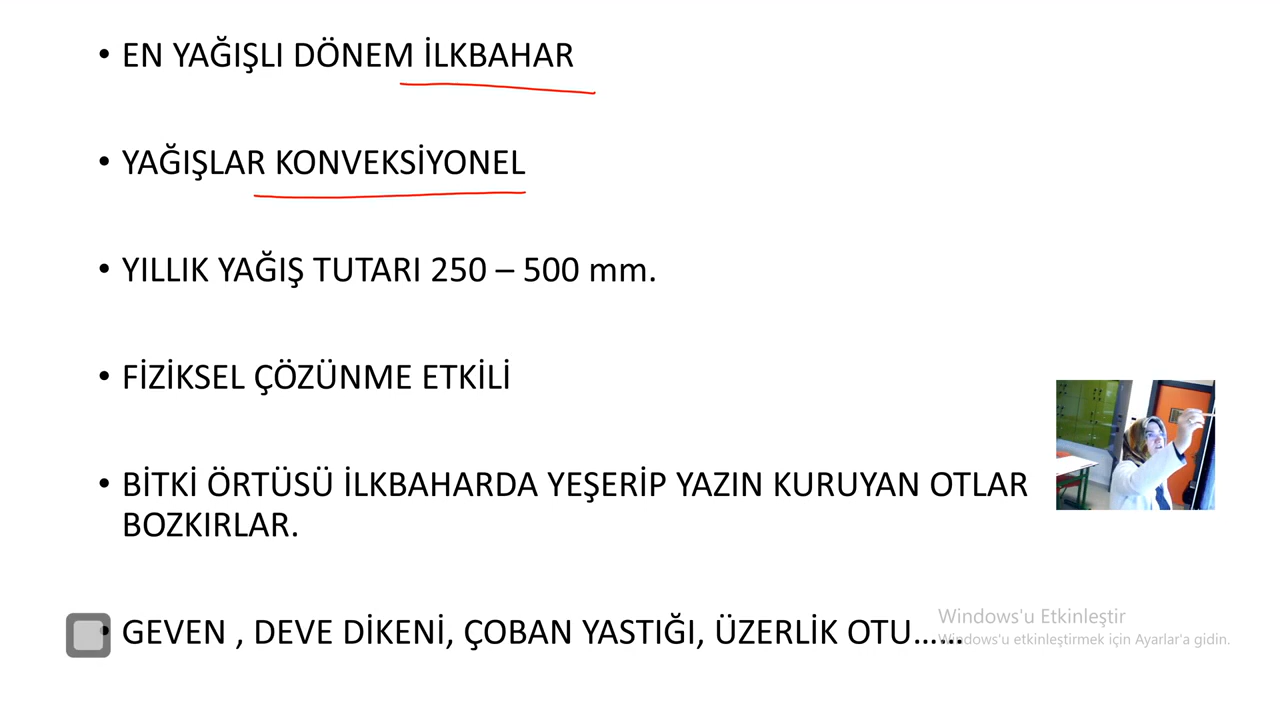 • EN YAĞIŞLI DÖNEM İLKBAHAR
• YAĞIŞLAR KONVEKSİYONEL
• YILLIK YAĞIŞ TUTARI 250 – 500 mm.
• FİZİKSEL ÇÖZÜNME ETKİLİ
• BİTKİ ÖRTÜSÜ İLKBAHARDA YEŞERİP YAZIN KURUYAN OTLAR
BOZKIRLAR.
• GEVEN , DEVE DİKENİ, ÇOBAN YASTIĞI, ÜZERLİK OTU……
Windows'u Etkinleştir
Windows'u etkinleştirmek için Ayarlar'a gidin.